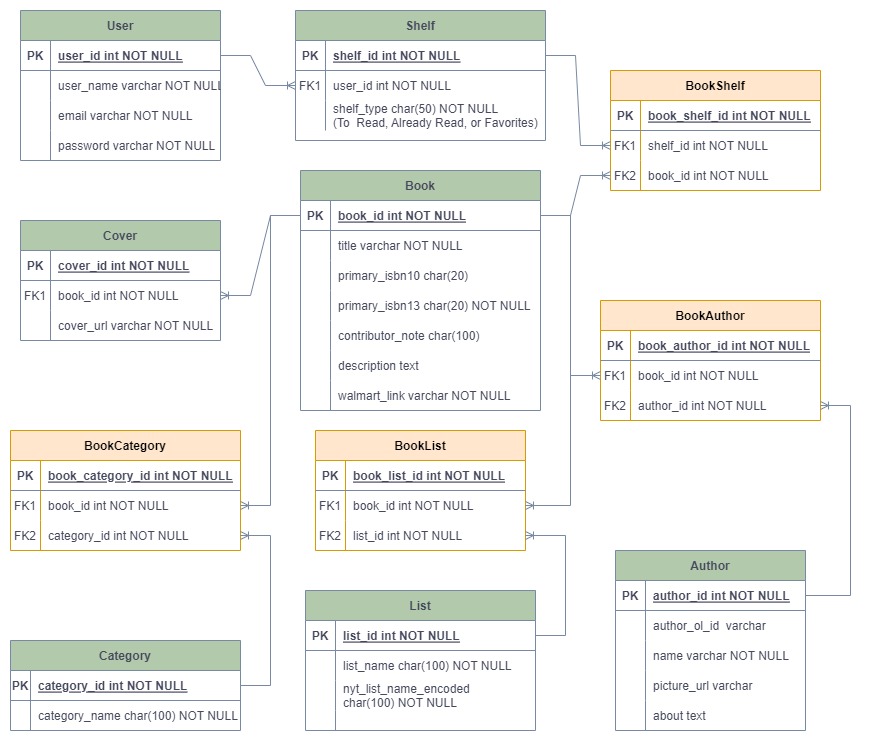 User
PK user_id int NOT NULL
user_name varchar NOT NULL
email varchar NOT NULL
password varchar NOT NULL
Shelf
PK shelf_id int NOT NULL
FK1 user_id int NOT NULL
shelf_type char(50) NOT NULL
(To Read, Already Read, or Favorites)
BookShelf
PK book_shelf_id int NOT NULL
FK1 shelf_id int NOT NULL
FK2 book_id int NOT NULL
Book
PK book_id int NOT NULL
title varchar NOT NULL
primary_isbn10 char(20)
primary_isbn13 char(20) NOT NULL
contributor_note char(100)
description text
walmart_link varchar NOT NULL
Cover
PK cover_id int NOT NULL
FK1 book_id int NOT NULL
cover_url varchar NOT NULL
BookAuthor
PK book_author_id int NOT NULL
FK1 book_id int NOT NULL
FK2 author_id int NOT NULL
BookCategory
PK book_category_id int NOT NULL
FK1 book_id int NOT NULL
FK2 category_id int NOT NULL
BookList
PK book_list_id int NOT NULL
FK1 book_id int NOT NULL
FK2 list_id int NOT NULL
Author
PK author_id int NOT NULL
author_ol_id varchar
name varchar NOT NULL
picture_url varchar
about text
List
PK list_id int NOT NULL
list_name char(100) NOT NULL
nyt_list_name_encoded
char(100) NOT NULL
Category
PK category_id int NOT NULL
category_name char(100) NOT NULL